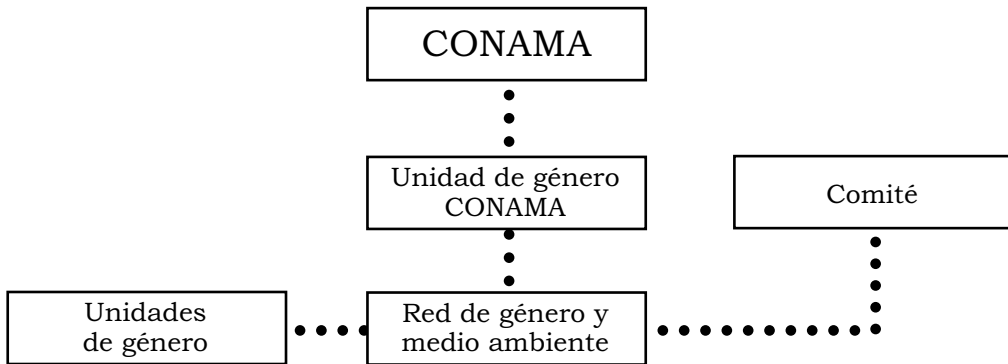 CONAMA
Unidad de género
CONAMA
Comité
Unidades
de género
Red de género y
medio ambiente